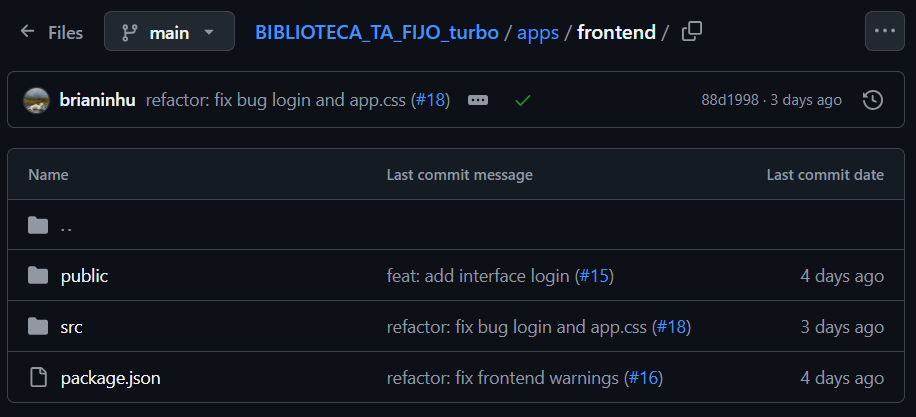 Files main BIBLIOTECA_TA_FIJO_turbo / apps / frontend /
brianinhu refactor: fix bug login and app.css (#18) 88d1998 · 3 days ago
Name Last commit message Last commit date
..
public feat: add interface login (#15) 4 days ago
src refactor: fix bug login and app.css (#18) 3 days ago
package.json refactor: fix frontend warnings (#16) 4 days ago